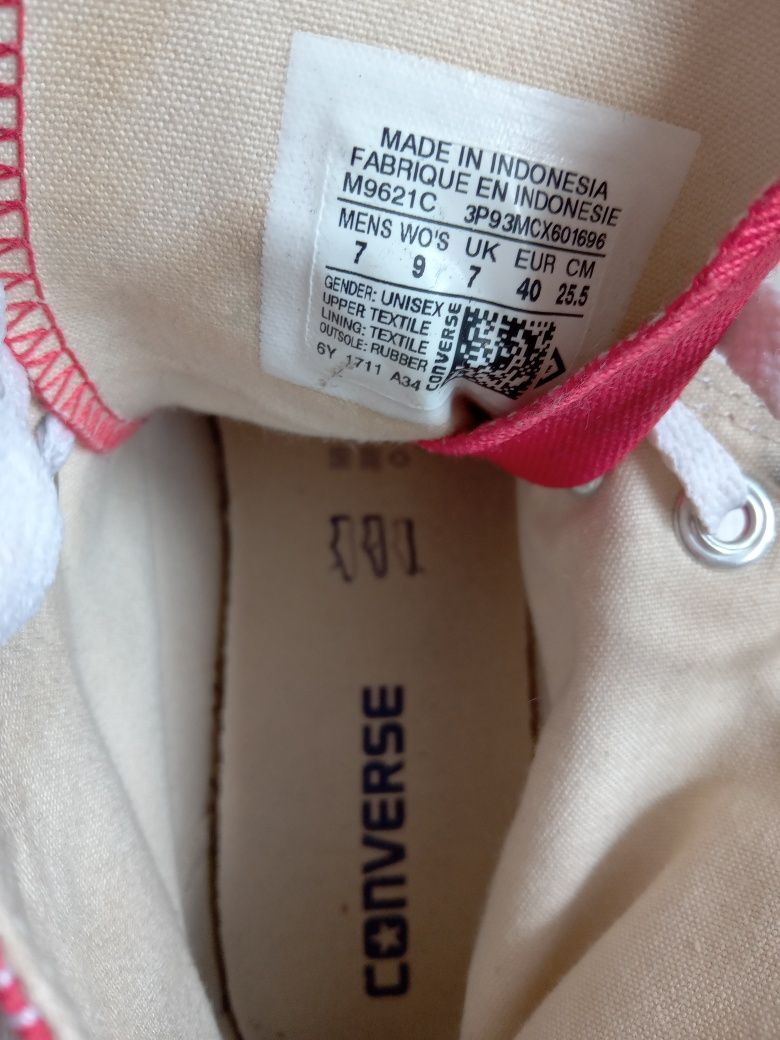 MADE IN INDONESIA
FABRIQUE EN INDONESIE
M9621C 3P93MCX601696
MENS WO'S UK EUR CM
7 9 7 40 25.5
GENDER: UNISEX
UPPER TEXTILE
LINING: TEXTILE
OUTSOLE: RUBBER
6Y 1711 A34
CONVERSE
CONVERSE